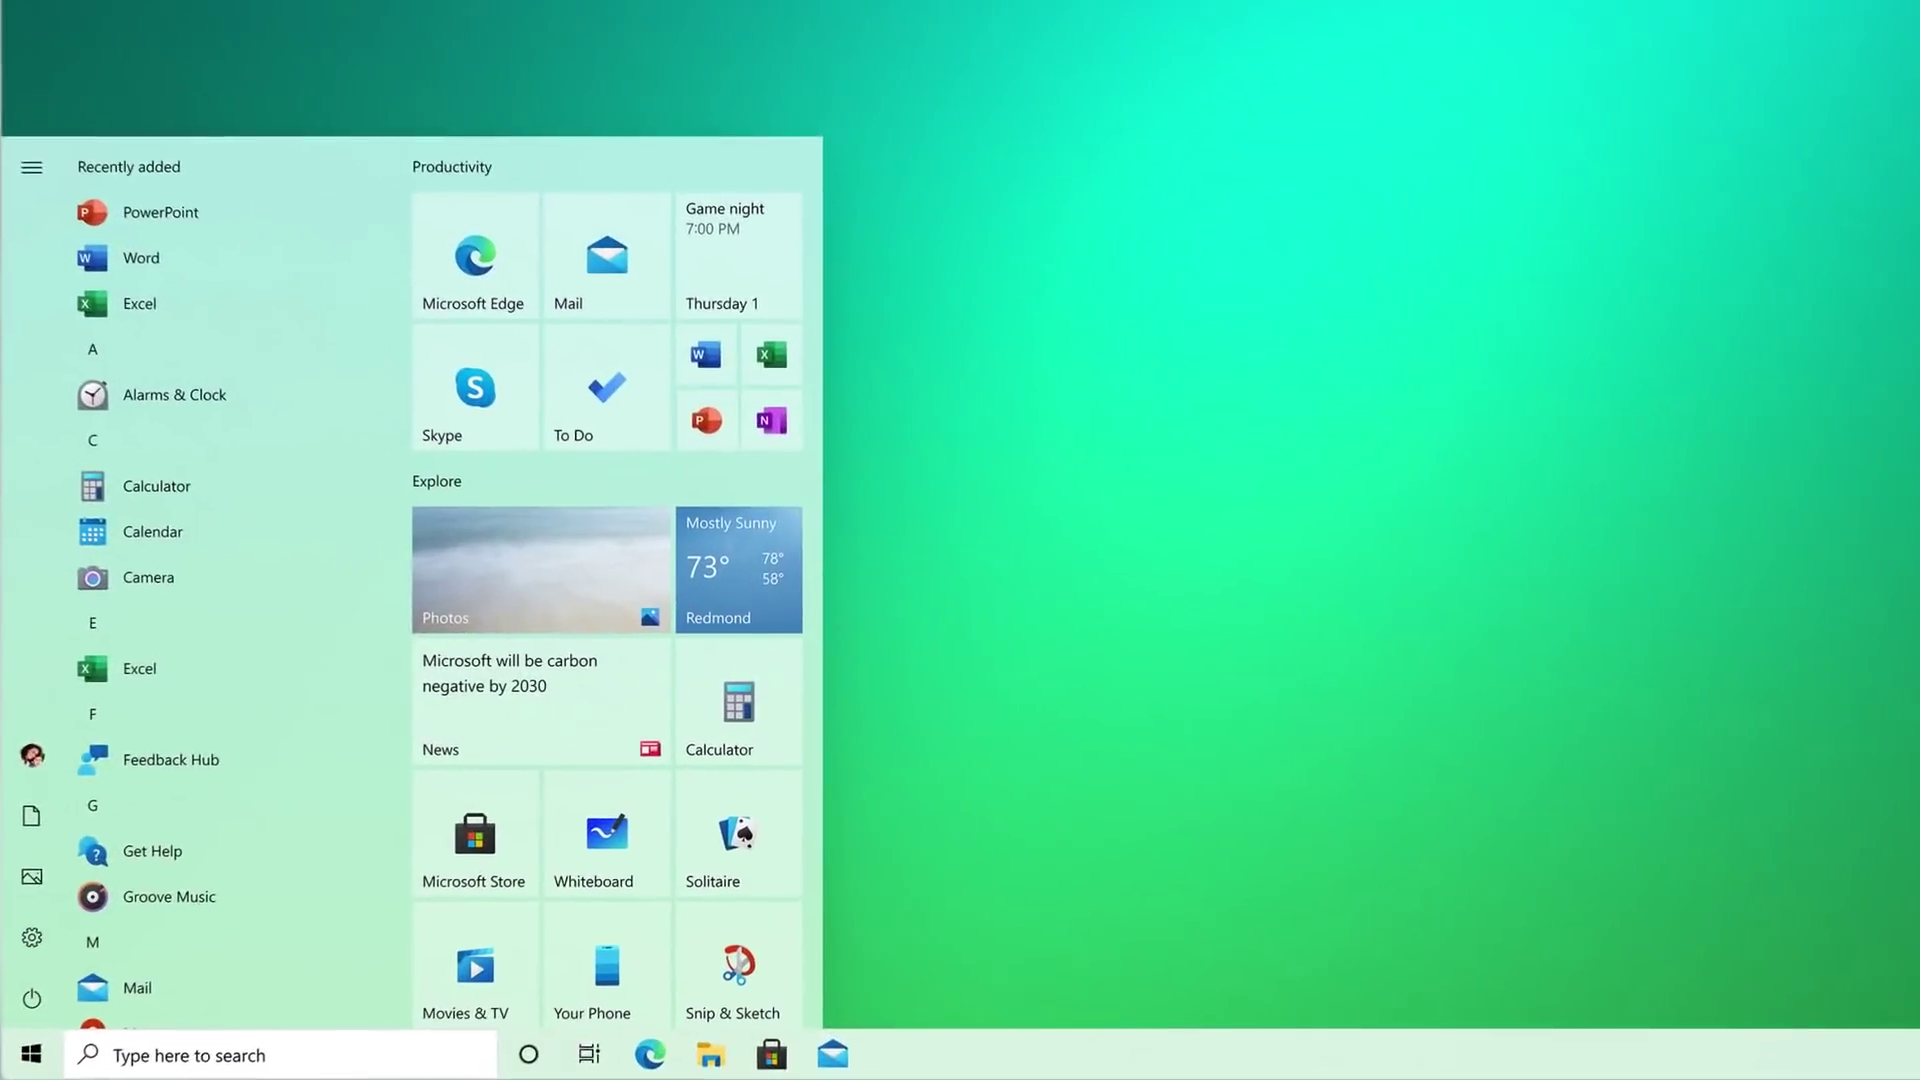 Recently added
PowerPoint
Word
Excel
A
Alarms & Clock
C
Calculator
Calendar
Camera
E
Excel
F
Feedback Hub
G
Get Help
Groove Music
M
Mail
Productivity
Microsoft Edge
Mail
Game night
7:00 PM
Thursday 1
Skype
To Do
Explore
Photos
Mostly Sunny
73°
78°
58°
Redmond
Microsoft will be carbon
negative by 2030
News
Calculator
Microsoft Store
Whiteboard
Solitaire
Movies & TV
Your Phone
Snip & Sketch
Type here to search